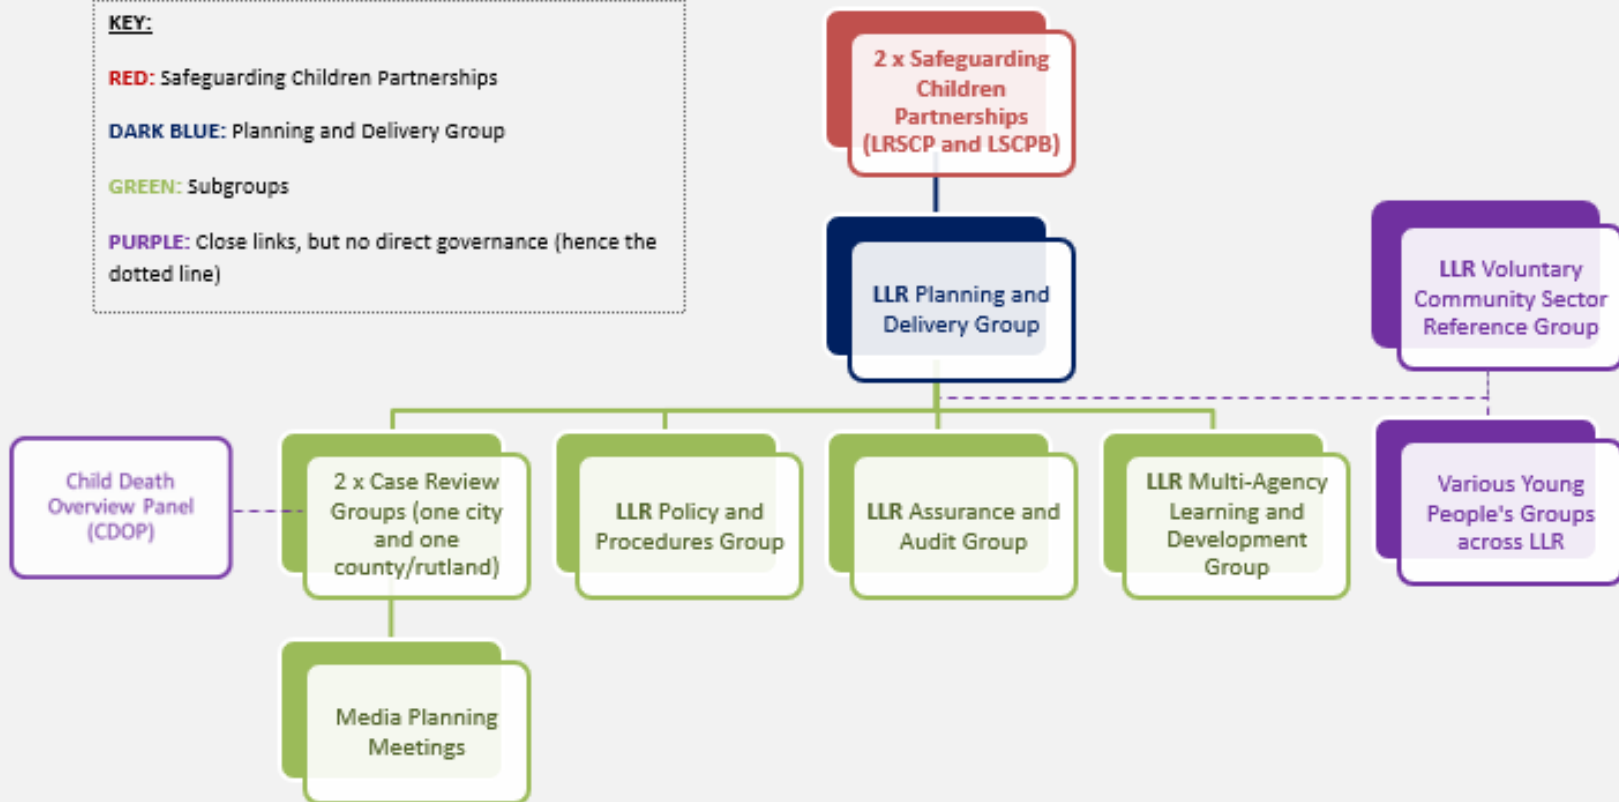 KEY:
RED: Safeguarding Children Partnerships
DARK BLUE: Planning and Delivery Group
GREEN: Subgroups
PURPLE: Close links, but no direct governance (hence the
dotted line)
2 x Safeguarding
Children
Partnerships
(LRSCP and LSCPB)
LLR Planning and
Delivery Group
LLR Voluntary
Community Sector
Reference Group
Child Death
Overview Panel
(CDOP)
2 x Case Review
Groups (one city
and one
county/rutland)
LLR Policy and
Procedures Group
LLR Assurance and
Audit Group
LLR Multi-Agency
Learning and
Development
Group
Various Young
People's Groups
across LLR
Media Planning
Meetings